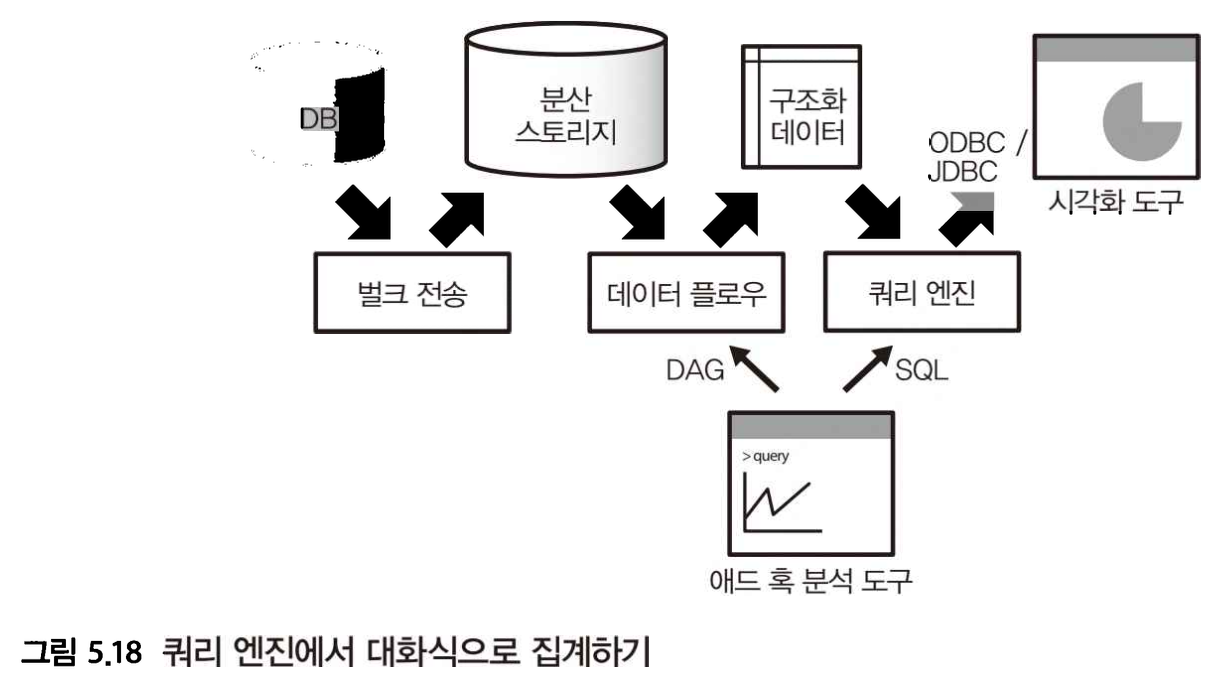 DB
분산
스토리지
구조화
데이터
ODBC /
JDBC
시각화 도구
벌크 전송
데이터 플로우
쿼리 엔진
DAG
SQL
> query
애드 혹 분석 도구
그림 5.18 쿼리 엔진에서 대화식으로 집계하기